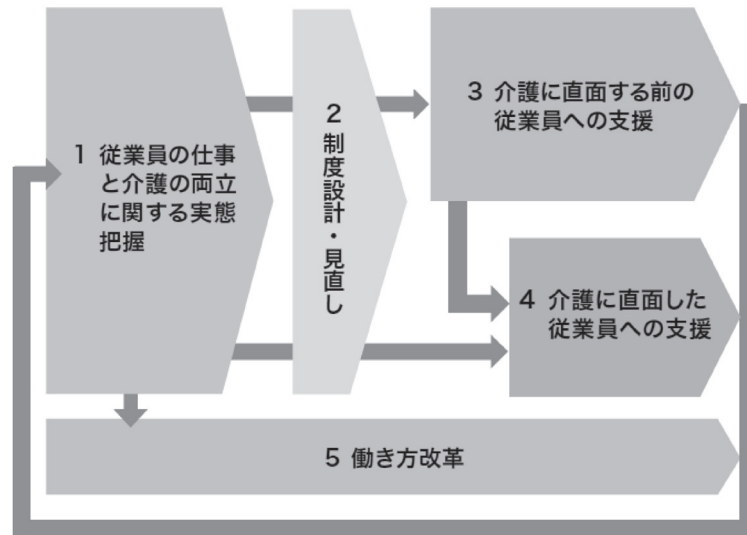 1 従業員の仕事
と介護の両立
に関する実態
把握
2 制度設計・見直し
3 介護に直面する前の
従業員への支援
4 介護に直面した
従業員への支援
5 働き方改革